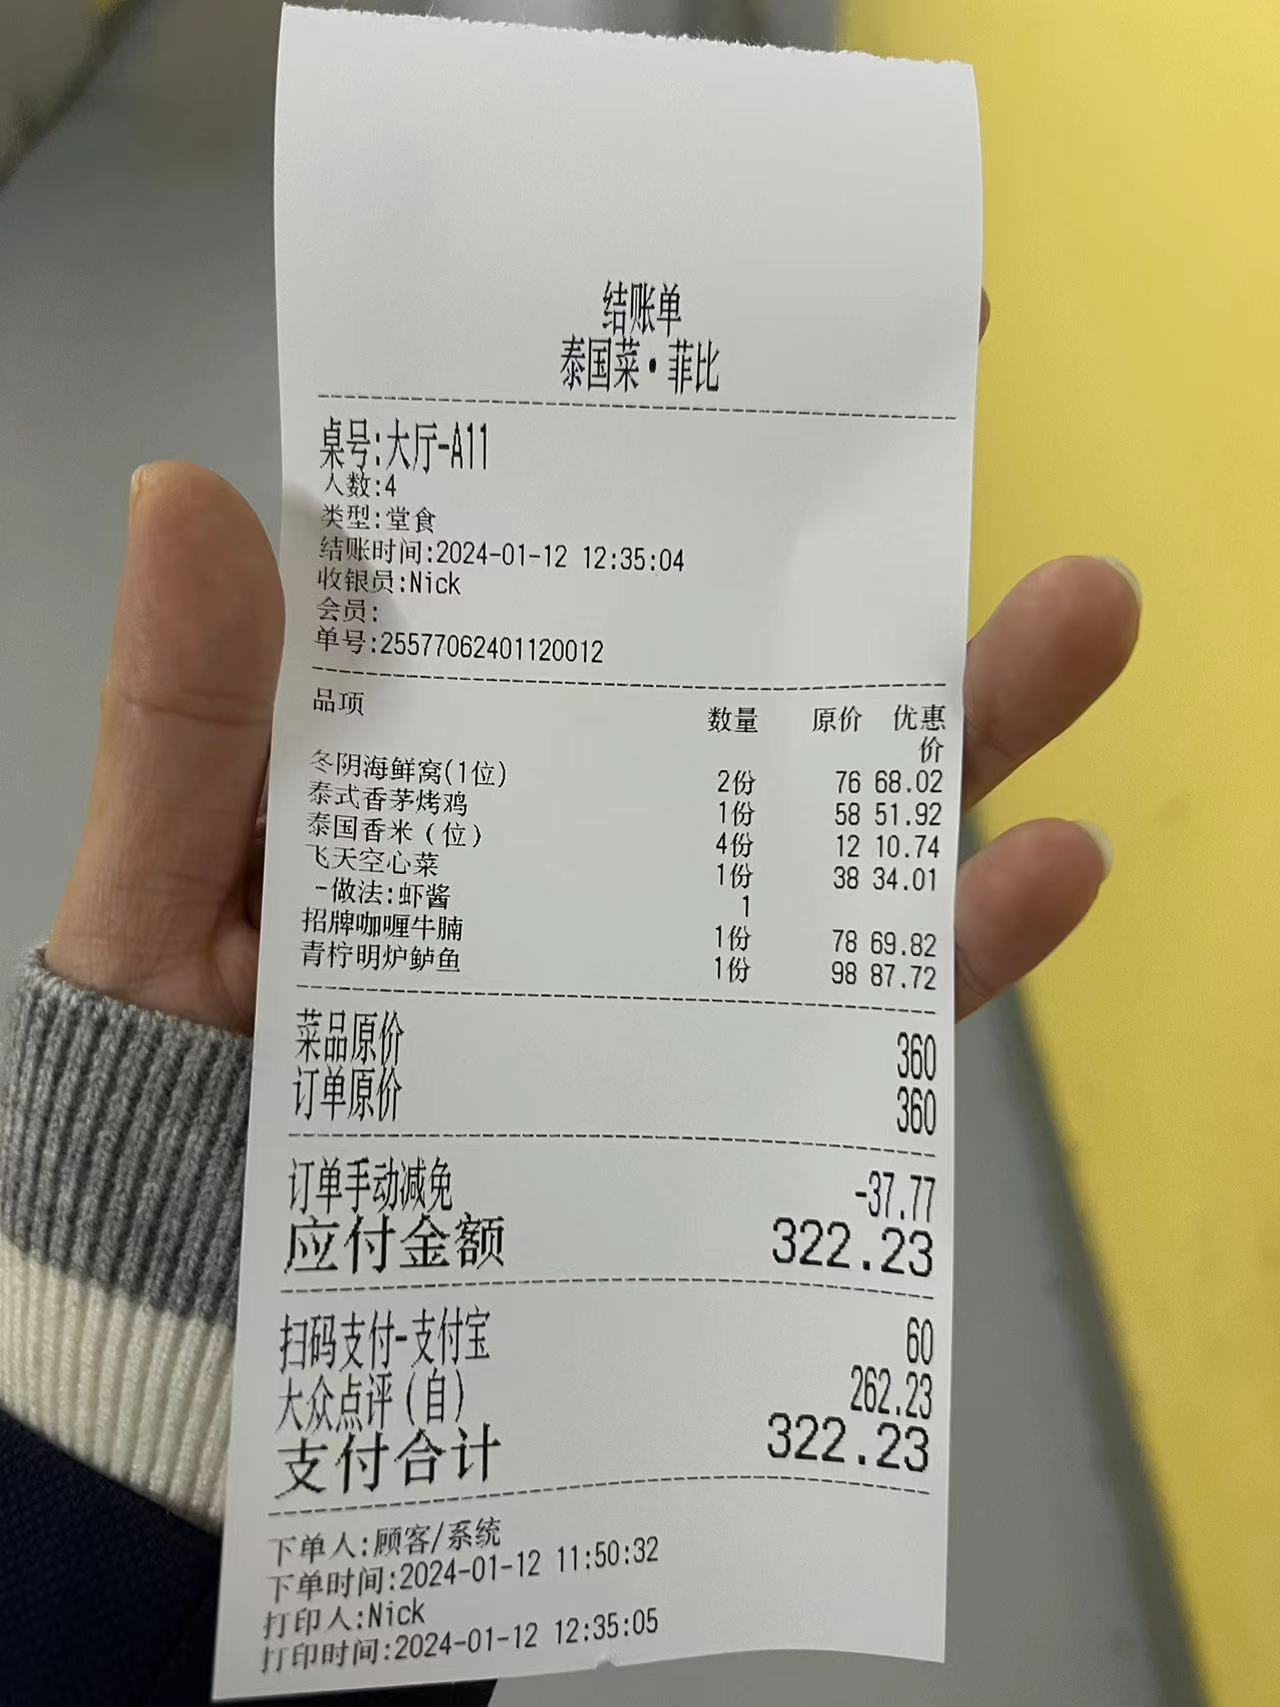 结账单
泰国菜·菲比
桌号:大厅-A11
人数:4
类型:堂食
结账时间:2024-01-12 12:35:04
收银员:Nick
会员:
单号:25577062401120012
品项 数量 原价 优惠价
冬阴海鲜窝(1位) 2份 76 68.02
泰式香茅烤鸡 1份 58 51.92
泰国香米(位) 4份 12 10.74
飞天空心菜 1份 38 34.01
-做法:虾酱 1
招牌咖喱牛腩 1份 78 69.82
青柠明炉鲈鱼 1份 98 87.72
菜品原价 360
订单原价 360
订单手动减免 -37.77
应付金额 322.23
扫码支付-支付宝 60
大众点评(自) 262.23
支付合计 322.23
下单人:顾客/系统
下单时间:2024-01-12 11:50:32
打印人:Nick
打印时间:2024-01-12 12:35:05